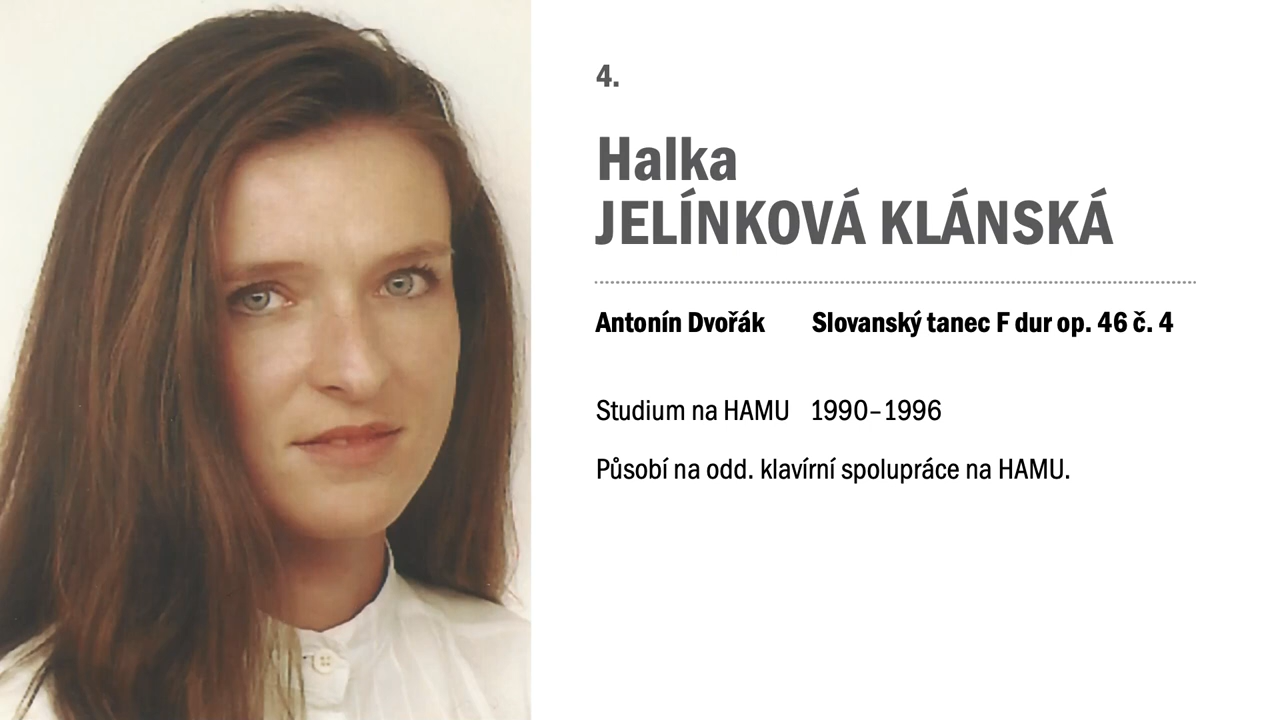 4.
Halka
JELÍNKOVÁ KLÁNSKÁ
Antonín Dvořák Slovanský tanec F dur op. 46 č. 4
Studium na HAMU 1990–1996
Působí na odd. klavírní spolupráce na HAMU.